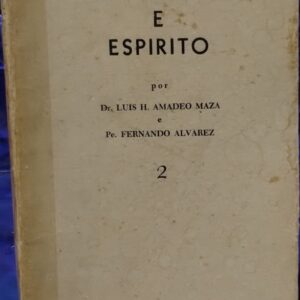 E
ESPIRITO
por
Dr. LUIS H. AMADEO MAZA
e
Pe. FERNANDO ALVAREZ
2